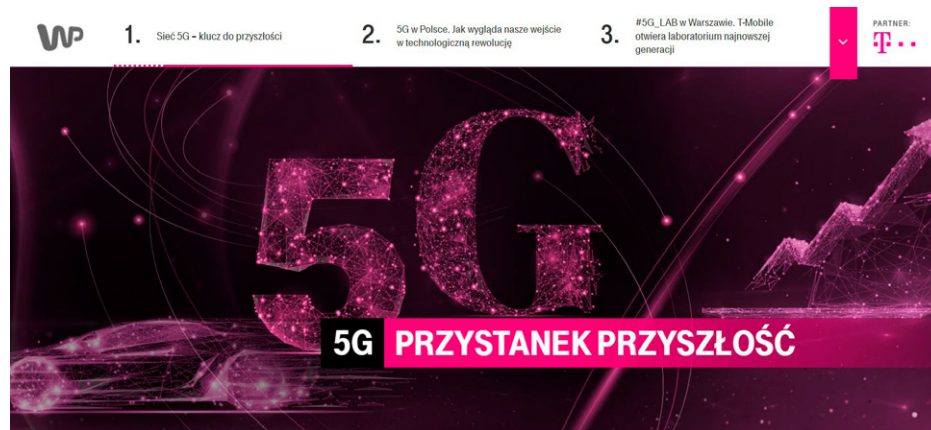 WP
1.
Sieć 5G – klucz do przyszłości
2.
5G w Polsce. Jak wygląda nasze wejście
w technologiczną rewolucję
3.
#5G_LAB w Warszawie. T-Mobile
otwiera laboratorium najnowszej
generacji
PARTNER:
T
5G
5G PRZYSTANEK PRZYSZŁOŚĆ